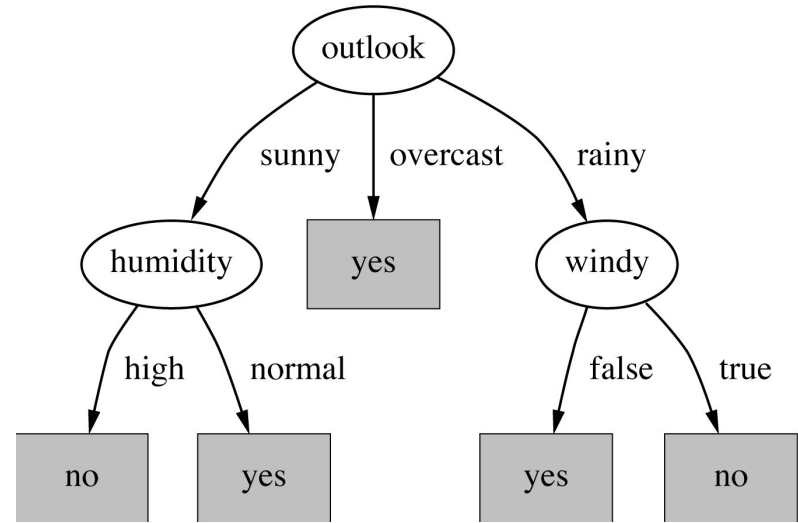 outlook
sunny overcast rainy
humidity yes windy
high normal false true
no yes yes no